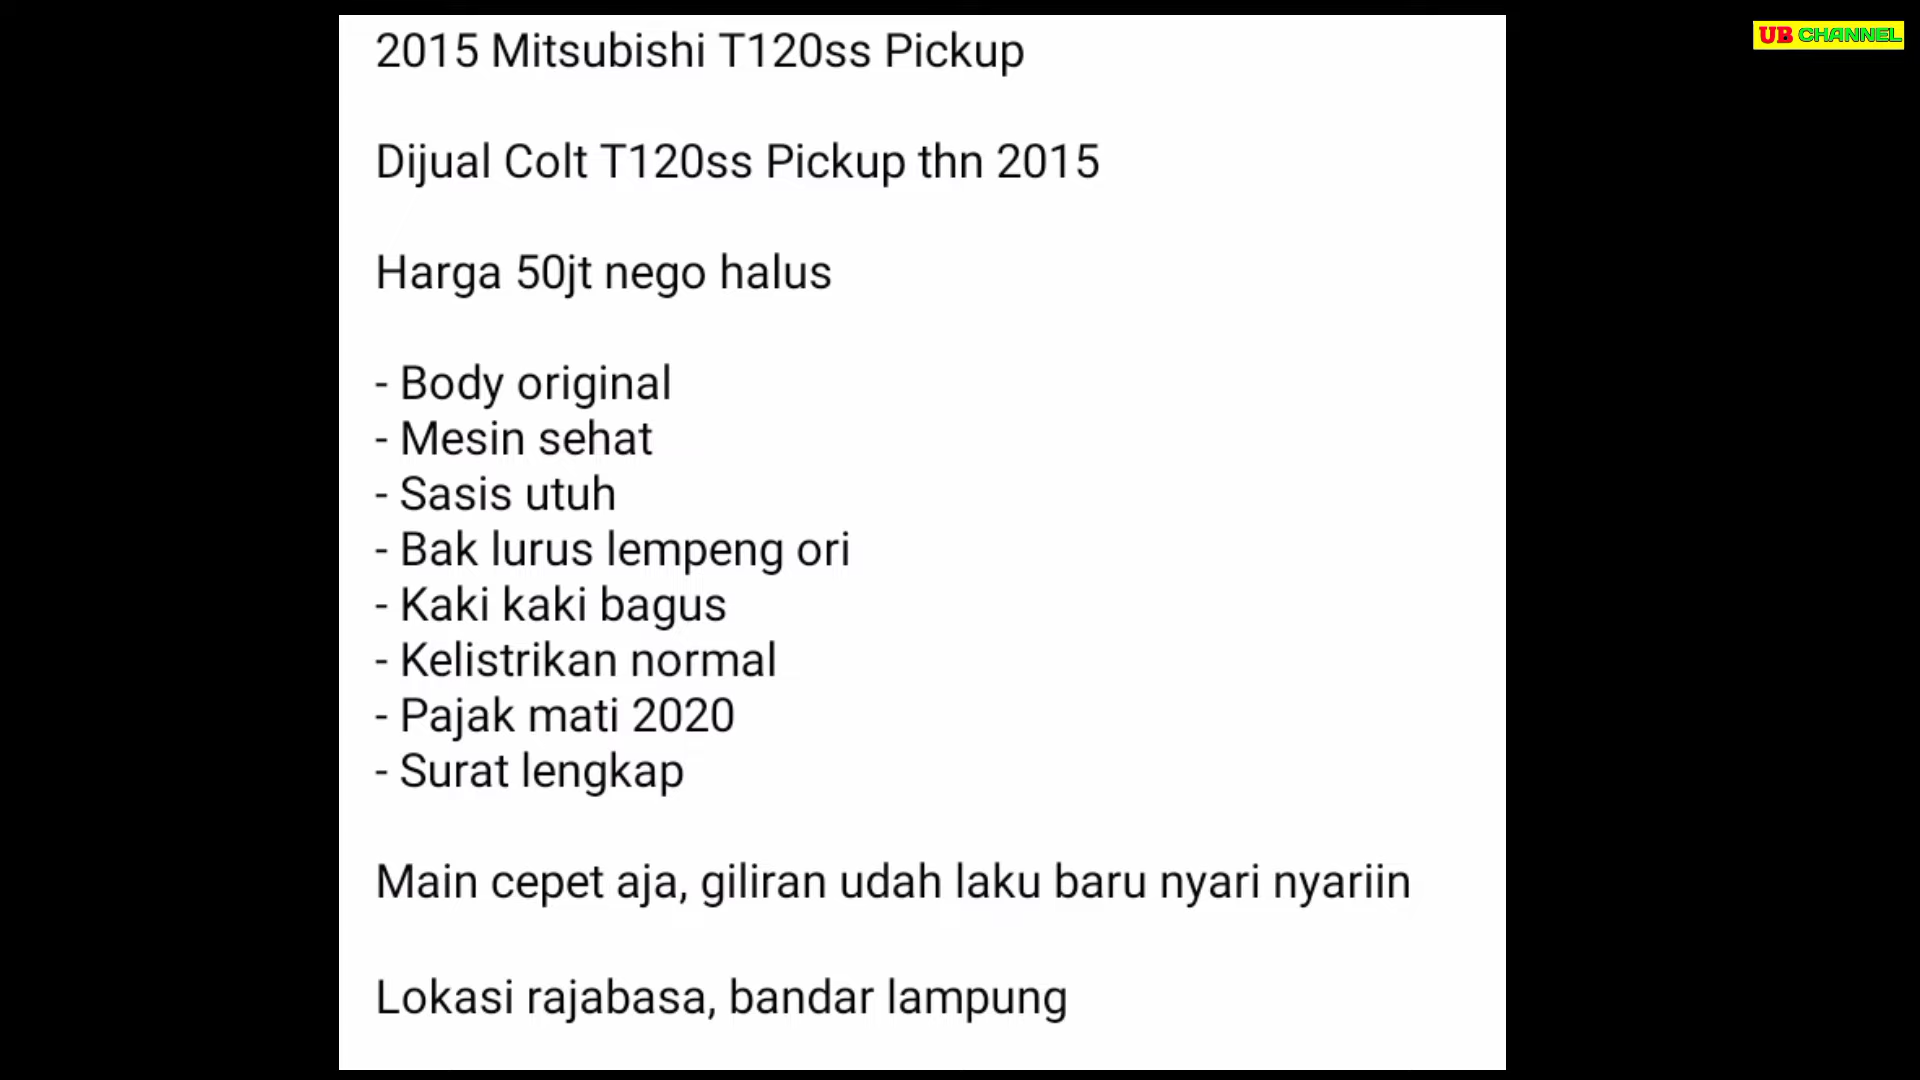 UB CHANNEL
2015 Mitsubishi T120ss Pickup
Dijual Colt T120ss Pickup thn 2015
Harga 50jt nego halus
- Body original
- Mesin sehat
- Sasis utuh
- Bak lurus lempeng ori
- Kaki kaki bagus
- Kelistrikan normal
- Pajak mati 2020
- Surat lengkap
Main cepet aja, giliran udah laku baru nyari nyariin
Lokasi rajabasa, bandar lampung